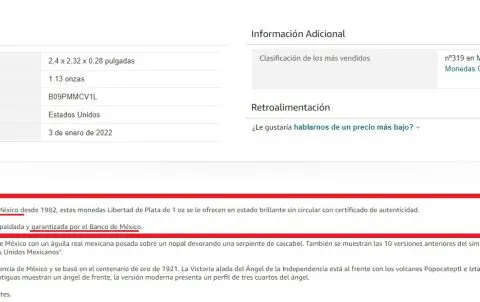 Información Adicional
2.4 x 2.32 x 0.28 pulgadas
Clasificación de los más vendidos
nº319 en M
Monedas C
1.13 onzas
B09PMMCV1L
Estados Unidos
Retroalimentación
3 de enero de 2022
¿Le gustaría hablarnos de un precio más bajo?
México desde 1982, estas monedas Libertad de Plata de 1 oz se le ofrecen en estado brillante sin circular con certificado de autenticidad.
paldada y garantizada por el Banco de México.
e México con un águila real mexicana posada sobre un nopal devorando una serpiente de cascabel. También se muestran las 10 versiones anteriores del sím
s Unidos Mexicanos".
encia de México y se basó en el centenario de oro de 1921. La Victoria alada del Ángel de la Independencia está al frente con los volcanes Popocatepetl e Izta
ntiguas muestran un ángel de frente, la versión moderna presenta un perfil de tres cuartos del ángel.
tes.